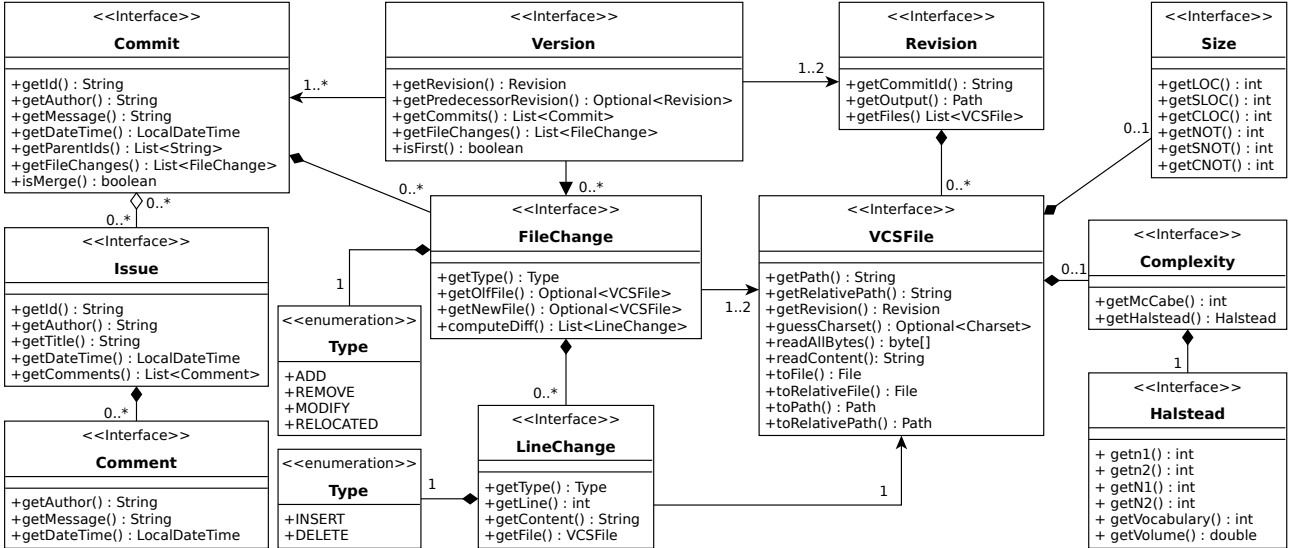 <<Interface>>
Commit
+getId() : String
+getAuthor() : String
+getMessage() : String
+getDateTime() : LocalDateTime
+getParentIds() : List<String>
+getFileChanges() : List<FileChange>
+isMerge() : boolean
<<Interface>>
Version
+getRevision() : Revision
+getPredecessorRevision() : Optional<Revision>
+getCommits() : List<Commit>
+getFileChanges() : List<FileChange>
+isFirst() : boolean
<<Interface>>
Revision
+getCommitId() : String
+getOutput() : Path
+getFiles() List<VCSFile>
<<Interface>>
Size
+getLOC() : int
+getSLOC() : int
+getCLOC() : int
+getNOT() : int
+getSNOT() : int
+getCNOT() : int
1..*
1..2
0..1
0..*
0..*
0..*
0..*
0..*
<<Interface>>
Issue
+getId() : String
+getAuthor() : String
+getTitle() : String
+getDateTime() : LocalDateTime
+getComments() : List<Comment>
<<Interface>>
FileChange
+getType() : Type
+getOlfFile() : Optional<VCSFile>
+getNewFile() : Optional<VCSFile>
+computeDiff() : List<LineChange>
<<Interface>>
VCSFile
+getPath() : String
+getRelativePath() : String
+getRevision() : Revision
+guessCharset() : Optional<Charset>
+readAllBytes() : byte[]
+readContent(): String
+toFile() : File
+toRelativeFile() : File
+toPath() : Path
+toRelativePath() : Path
<<Interface>>
Complexity
+getMcCabe() : int
+getHalstead() : Halstead
0..1
1
1..2
1
0..*
0..*
<<enumeration>>
Type
+ADD
+REMOVE
+MODIFY
+RELOCATED
<<Interface>>
Halstead
+ getn1() : int
+ getn2() : int
+ getN1() : int
+ getN2() : int
+ getVocabulary() : int
+ getVolume() : double
<<Interface>>
Comment
+getAuthor() : String
+getMessage() : String
+getDateTime() : LocalDateTime
<<enumeration>>
Type
+INSERT
+DELETE
1
<<Interface>>
LineChange
+getType() : Type
+getLine() : int
+getContent() : String
+getFile() : VCSFile
1